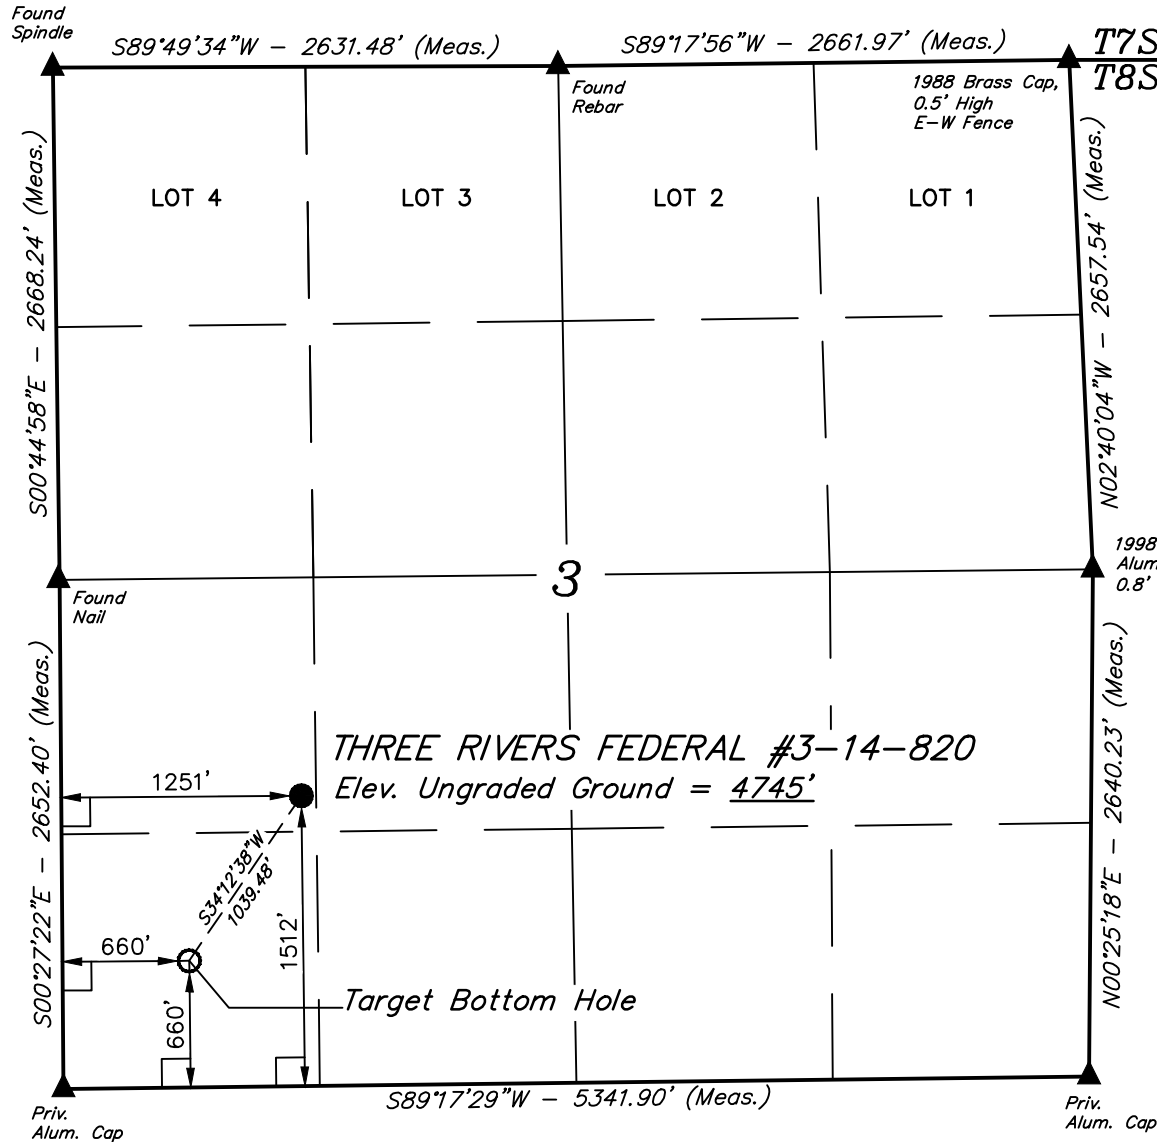 Found
Spindle
S89°49'34"W - 2631.48' (Meas.)
S89°17'56"W - 2661.97' (Meas.)
T7S
T8S
Found
Rebar
1988 Brass Cap,
0.5' High
E-W Fence
LOT 4
LOT 3
LOT 2
LOT 1
S00°44'58"E - 2668.24' (Meas.)
N02°40'04"W - 2657.54' (Meas.)
3
Found
Nail
1998
Alum
0.8'
S00°27'22"E - 2652.40' (Meas.)
N00°25'18"E - 2640.23' (Meas.)
THREE RIVERS FEDERAL #3-14-820
Elev. Ungraded Ground = 4745'
1251'
S34°12'38"W
1039.48'
660'
1512'
660'
Target Bottom Hole
S89°17'29"W - 5341.90' (Meas.)
Priv.
Alum. Cap
Priv.
Alum. Cap